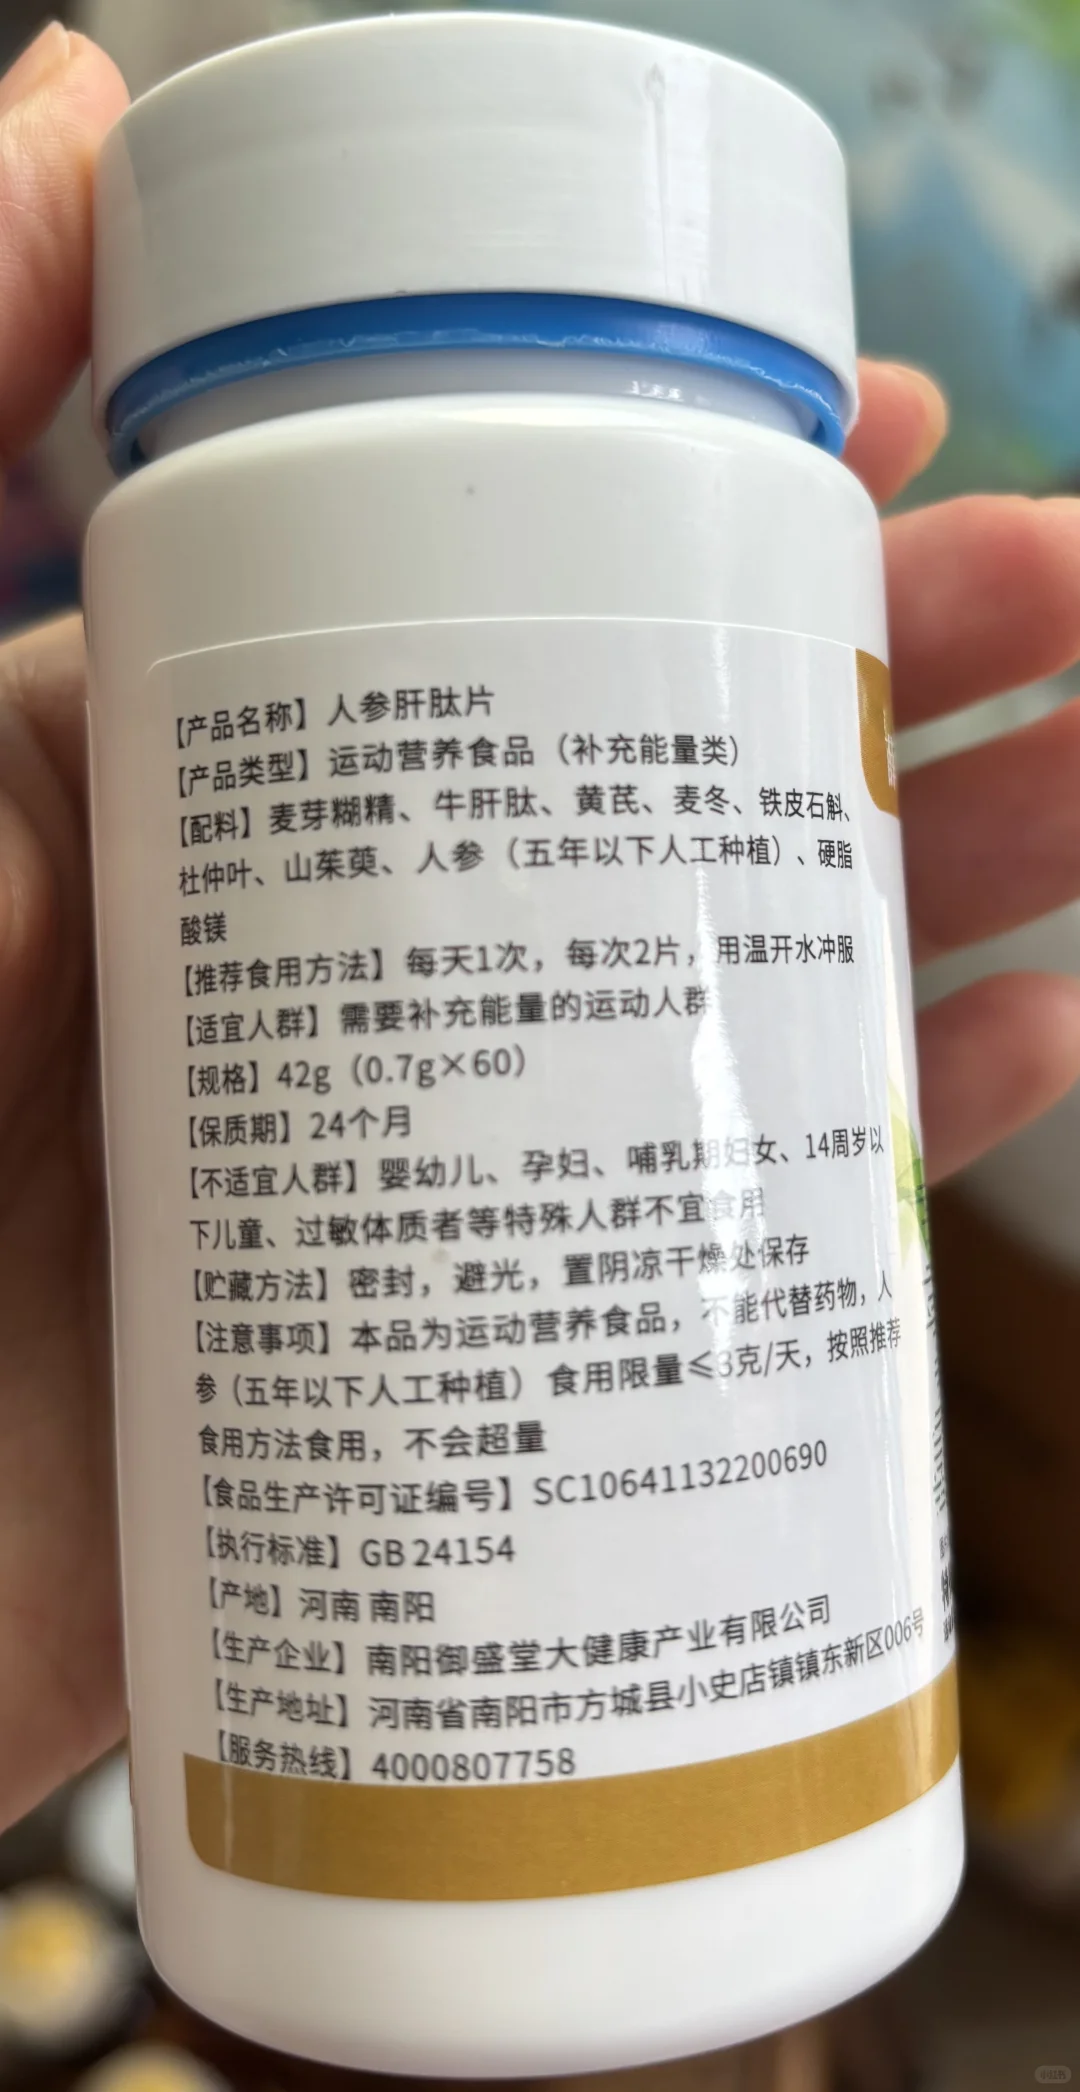 【产品名称】人参肝肽片
【产品类型】运动营养食品（补充能量类）
【配料】麦芽糊精、牛肝肽、黄芪、麦冬、铁皮石斛、
杜仲叶、山茱萸、人参（五年以下人工种植）、硬脂
酸镁
【推荐食用方法】每天1次，每次2片，用温开水冲服
【适宜人群】需要补充能量的运动人群
【规格】42g（0.7g×60）
【保质期】24个月
【不适宜人群】婴幼儿、孕妇、哺乳期妇女、14周岁以
下儿童、过敏体质者等特殊人群不宜食用
【贮藏方法】密封，避光，置阴凉干燥处保存
【注意事项】本品为运动营养食品，不能代替药物，人
参（五年以下人工种植）食用限量≤3克/天，按照推荐
食用方法食用，不会超量
【食品生产许可证编号】SC10641132200690
【执行标准】GB 24154
【产地】河南 南阳
【生产企业】南阳御盛堂大健康产业有限公司
【生产地址】河南省南阳市方城县小史店镇镇东新区006号
【服务热线】4000807758
小红书